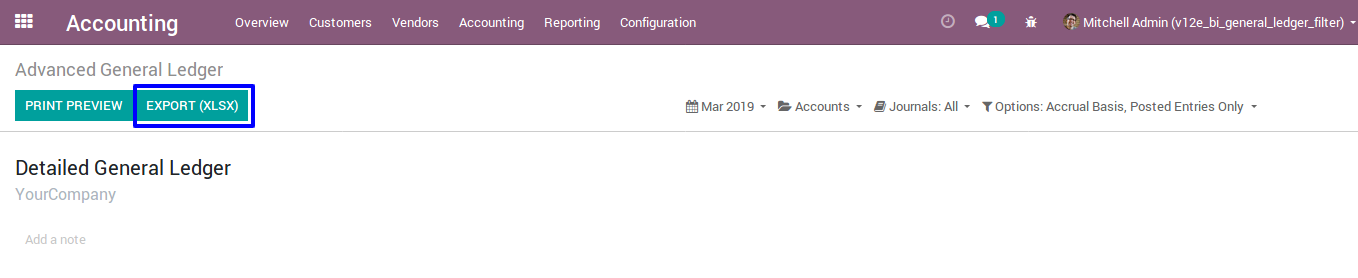 Accounting Overview Customers Vendors Accounting Reporting Configuration 1 Mitchell Admin (v12e_bi_general_ledger_filter)
Advanced General Ledger
PRINT PREVIEW EXPORT (XLSX) Mar 2019 Accounts Journals: All Options: Accrual Basis, Posted Entries Only
Detailed General Ledger
YourCompany
Add a note